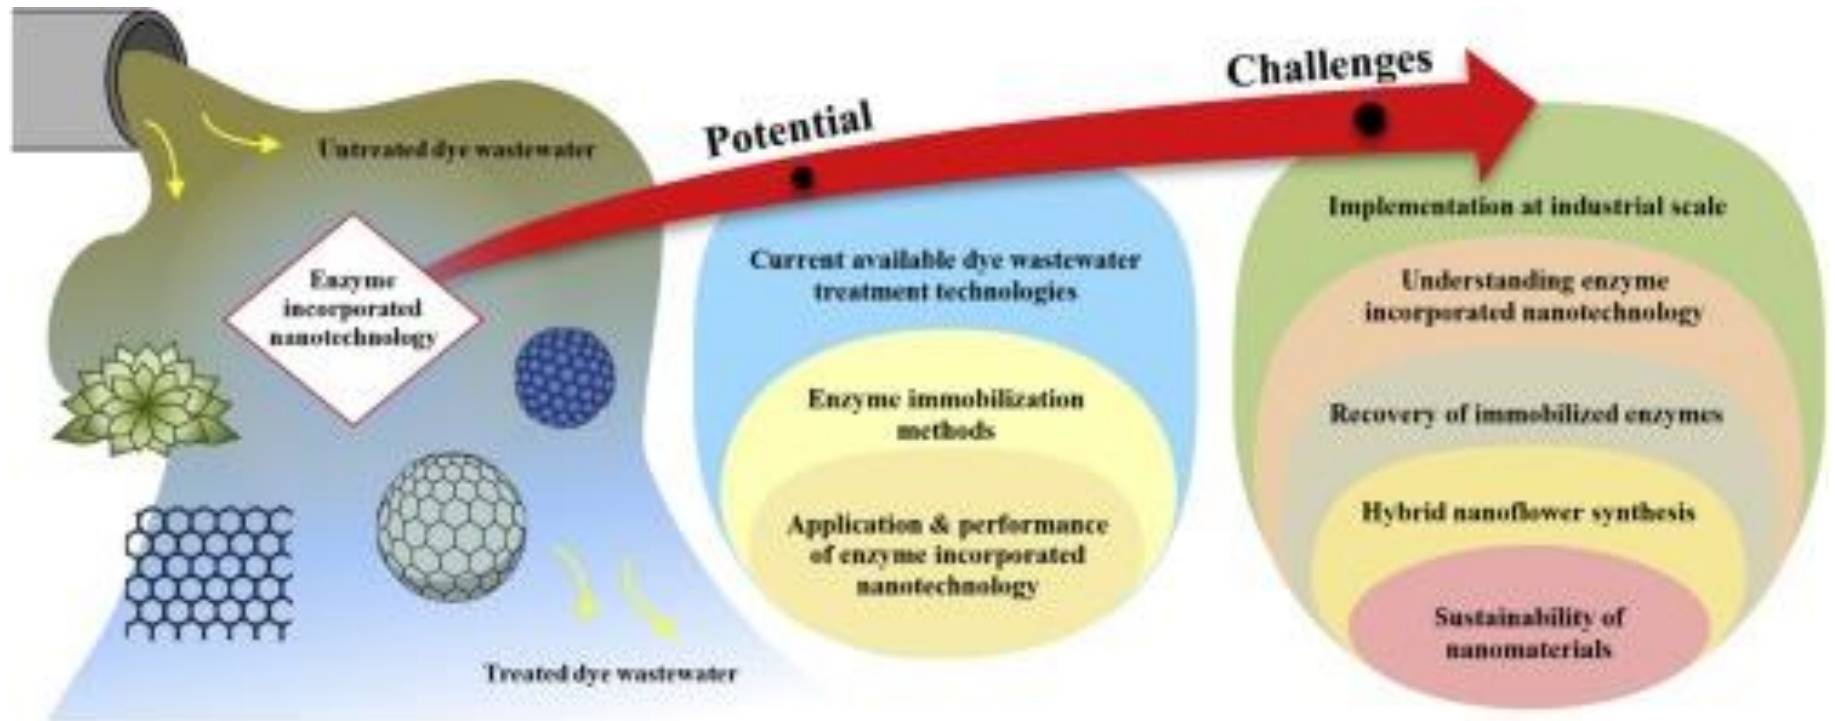 Untreated dye wastewater
Enzyme
incorporated
nanotechnology
Treated dye wastewater
Potential
Current available dye wastewater
treatment technologies
Enzyme immobilization
methods
Application & performance
of enzyme incorporated
nanotechnology
Challenges
Implementation at industrial scale
Understanding enzyme
incorporated nanotechnology
Recovery of immobilized enzymes
Hybrid nanoflower synthesis
Sustainability of
nanomaterials